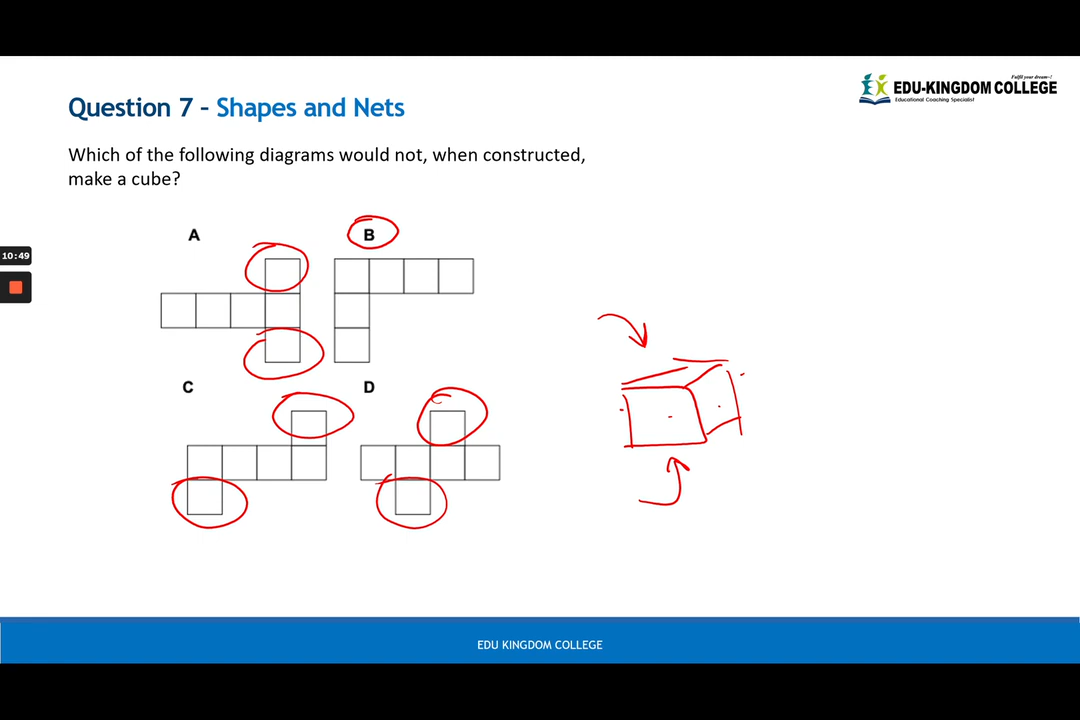 Fulfil your dream~!
EDU-KINGDOM COLLEGE
Educational Coaching Specialist
Question 7 – Shapes and Nets
Which of the following diagrams would not, when constructed,
make a cube?
A
B
10:49
C
D
EDU KINGDOM COLLEGE